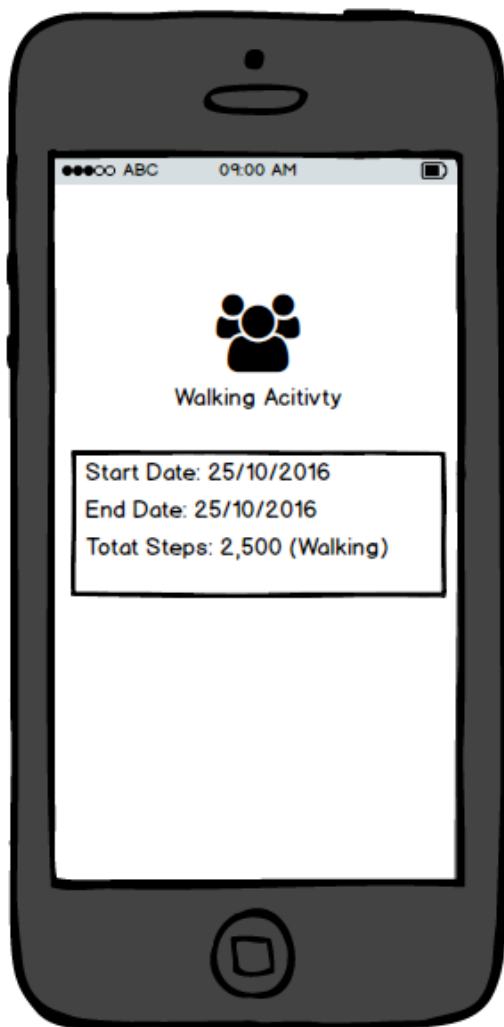 ABC 09:00 AM
Walking Acitivty
Start Date: 25/10/2016
End Date: 25/10/2016
Totat Steps: 2,500 (Walking)